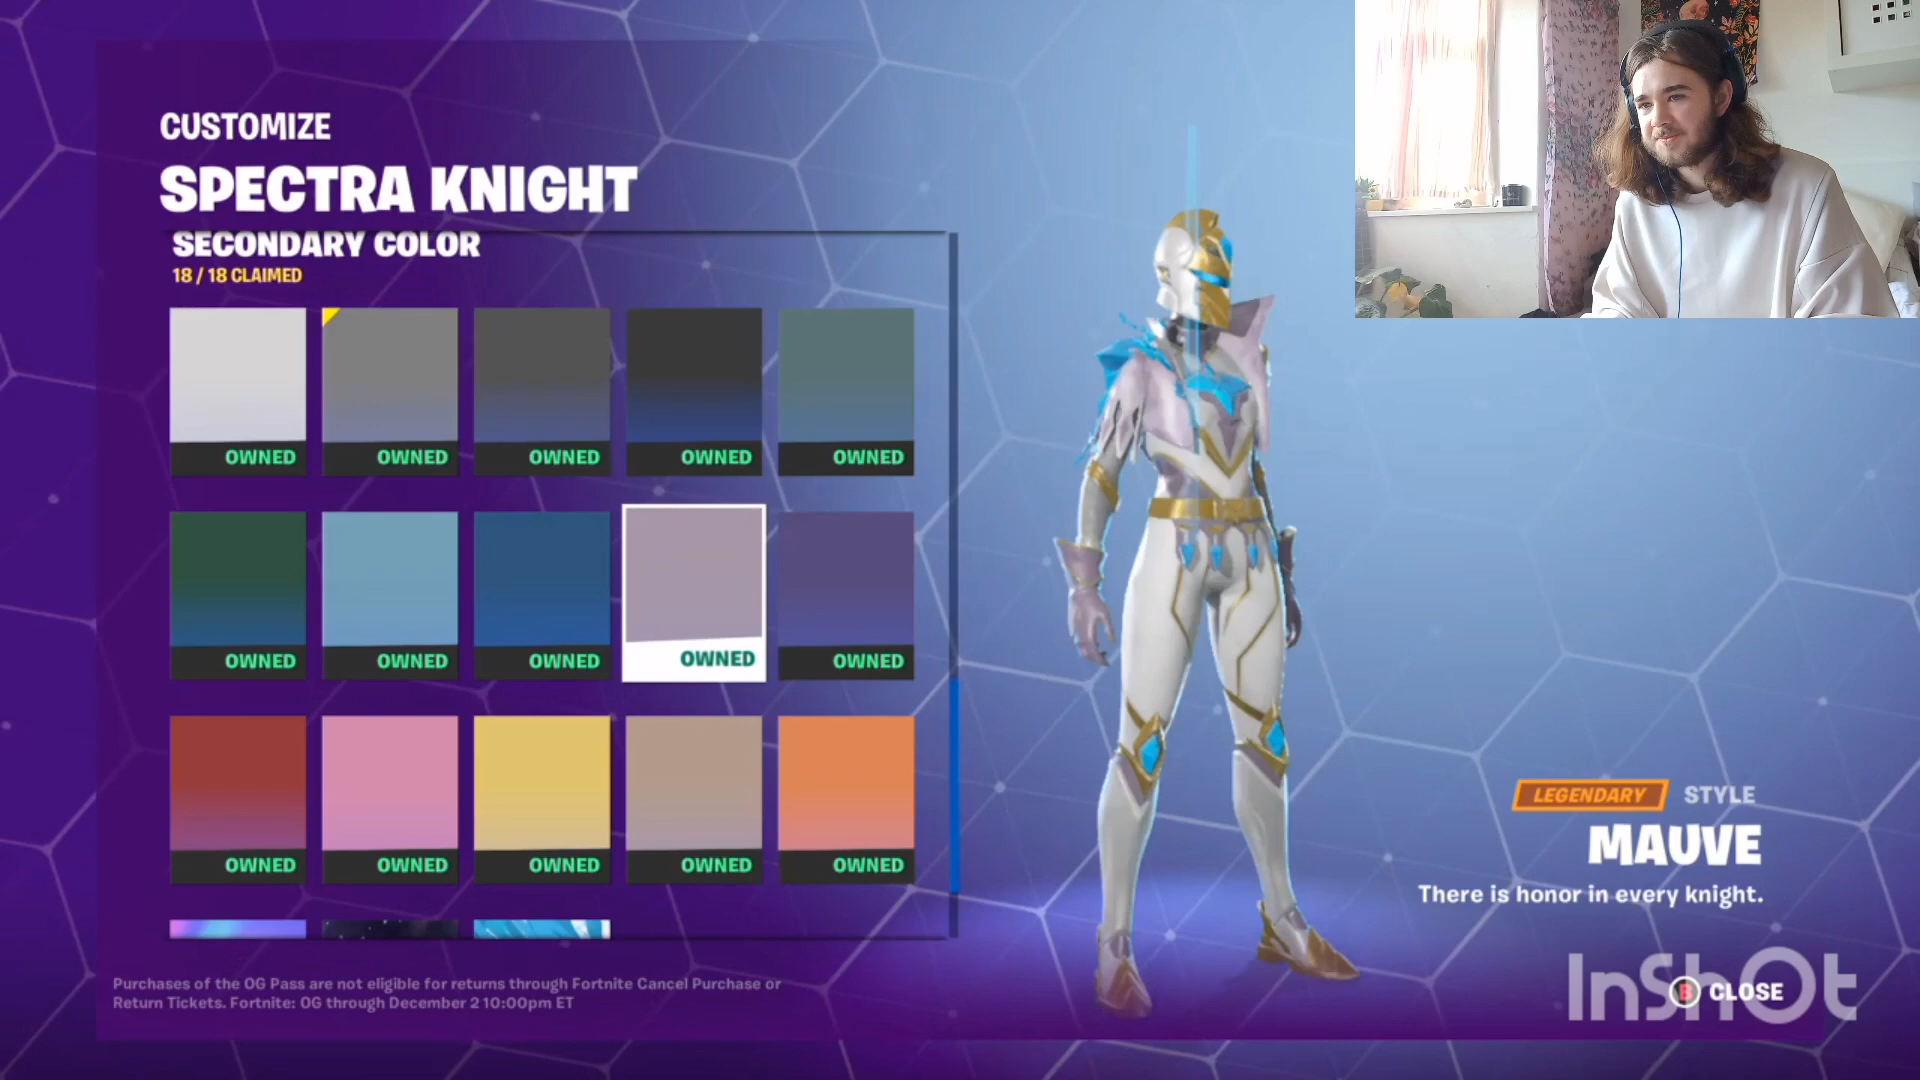 CUSTOMIZE
SPECTRA KNIGHT
SECONDARY COLOR
18 / 18 CLAIMED
OWNED OWNED OWNED OWNED OWNED
OWNED OWNED OWNED OWNED OWNED
OWNED OWNED OWNED OWNED OWNED
LEGENDARY STYLE
MAUVE
There is honor in every knight.
Purchases of the OG Pass are not eligible for returns through Fortnite Cancel Purchase or
Return Tickets. Fortnite: OG through December 2 10:00pm ET
InShOt
B CLOSE